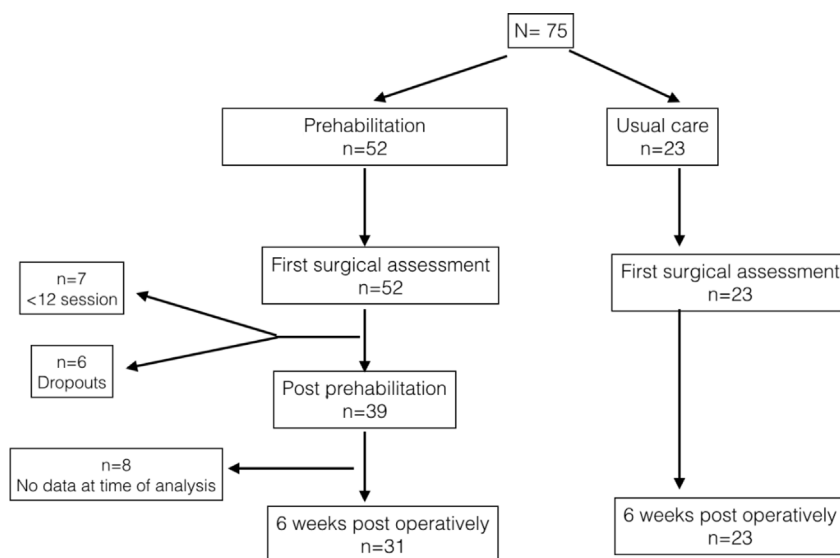 N= 75
Prehabilitation
n=52
Usual care
n=23
First surgical assessment
n=52
First surgical assessment
n=23
n=7
<12 session
n=6
Dropouts
Post prehabilitation
n=39
n=8
No data at time of analysis
6 weeks post operatively
n=31
6 weeks post operatively
n=23